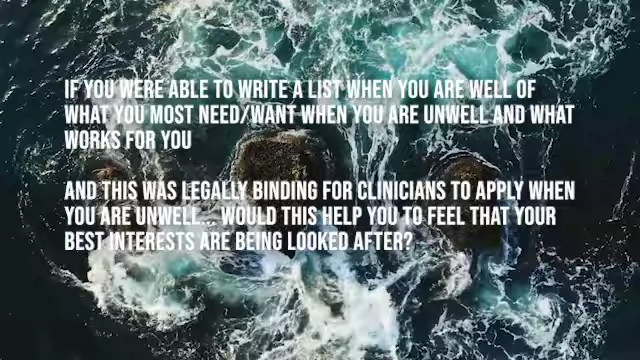 IF YOU WERE ABLE TO WRITE A LIST WHEN YOU ARE WELL OF
WHAT YOU MOST NEED/WANT WHEN YOU ARE UNWELL AND WHAT
WORKS FOR YOU
AND THIS WAS LEGALLY BINDING FOR CLINICIANS TO APPLY WHEN
YOU ARE UNWELL... WOULD THIS HELP YOU TO FEEL THAT YOUR
BEST INTERESTS ARE BEING LOOKED AFTER?